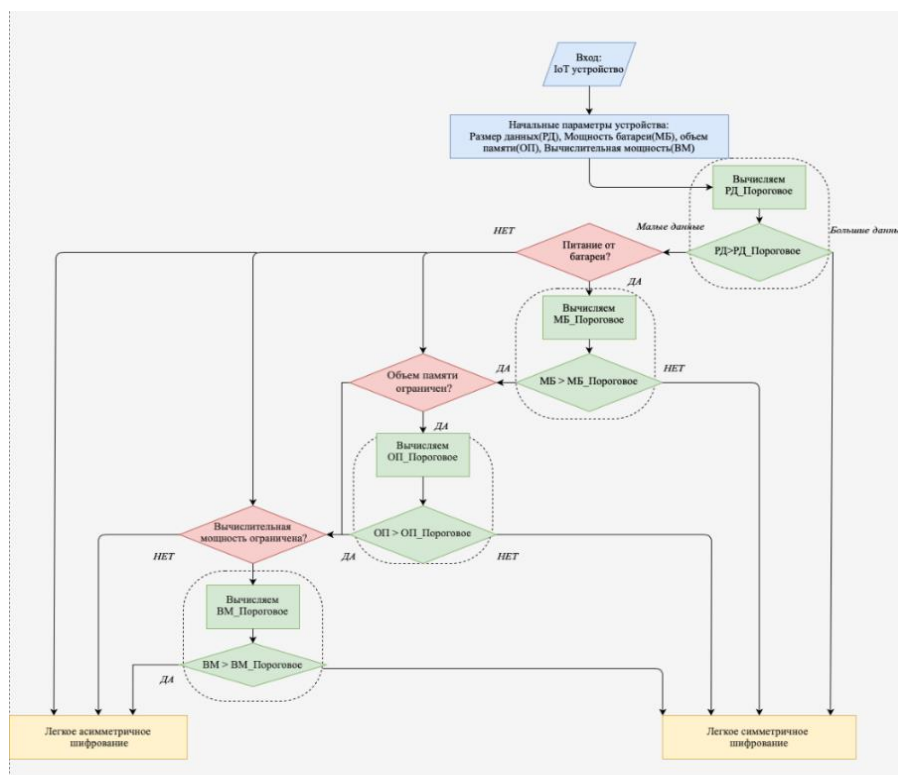 Вход:
IoT устройство
Начальные параметры устройства:
Размер данных(РД), Мощность батареи(МБ), объем
памяти(ОП), Вычислительная мощность(ВМ)
Вычисляем
РД_Пороговое
НЕТ
Малые данные
Большие данны
Питание от
батареи?
РД>РД_Пороговое
ДА
Вычисляем
МБ_Пороговое
Объем памяти
ограничен?
ДА
МБ > МБ_Пороговое
НЕТ
ДА
Вычисляем
ОП_Пороговое
Вычислительная
мощность ограничена?
ОП > ОП_Пороговое
НЕТ
ДА
НЕТ
Вычисляем
ВМ_Пороговое
ВМ > ВМ_Пороговое
ДА
Легкое асимметричное
шифрование
Легкое симметричное
шифрование